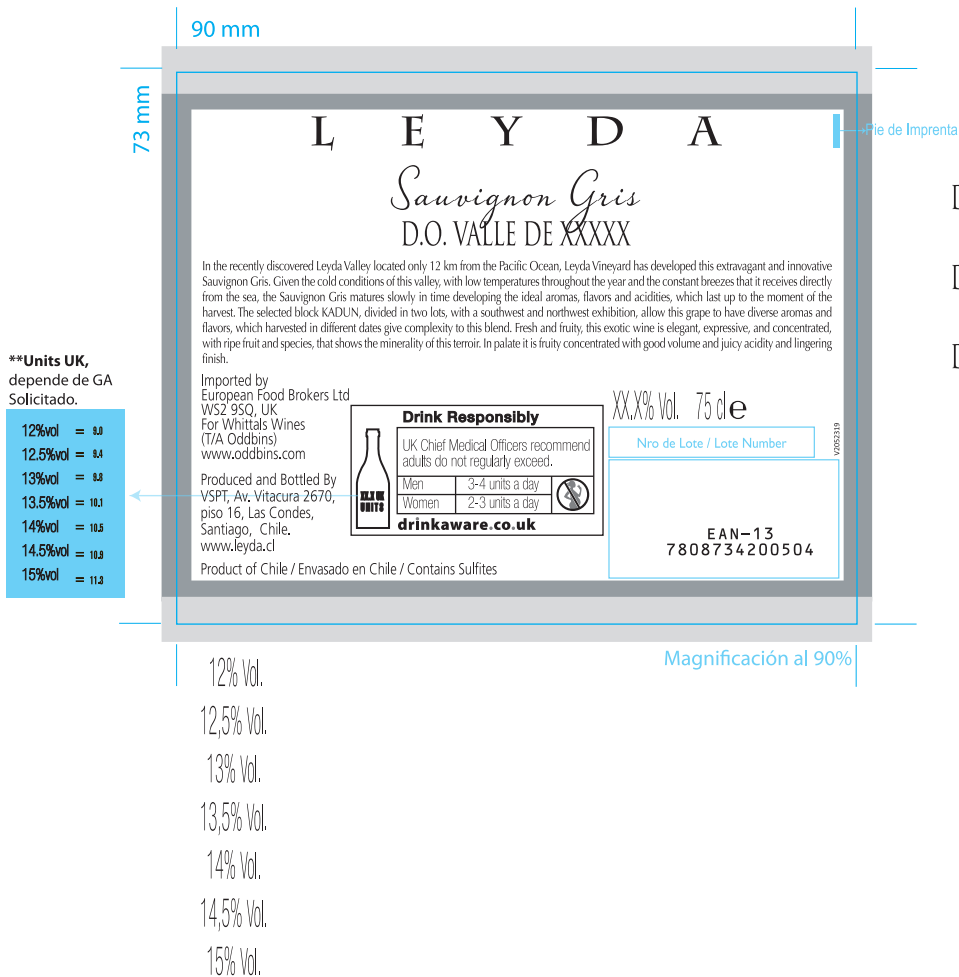 90 mm
73 mm
L E Y D A
Pie de Imprenta
Sauvignon Gris
D.O. VALLE DE XXXXX
In the recently discovered Leyda Valley located only 12 km from the Pacific Ocean, Leyda Vineyard has developed this extravagant and innovative
Sauvignon Gris. Given the cold conditions of this valley, with low temperatures throughout the year and the constant breezes that it receives directly
from the sea, the Sauvignon Gris matures slowly in time developing the ideal aromas, flavors and acidities, which last up to the moment of the
harvest. The selected block KADUN, divided in two lots, with a southwest and northwest exhibition, allow this grape to have diverse aromas and
flavors, which harvested in different dates give complexity to this blend. Fresh and fruity, this exotic wine is elegant, expressive, and concentrated,
with ripe fruit and species, that shows the minerality of this terroir. In palate it is fruity concentrated with good volume and juicy acidity and lingering
finish.
**Units UK,
depende de GA
Solicitado.
12%vol = 9.0
12.5%vol = 9.4
13%vol = 9.8
13.5%vol = 10.1
14%vol = 10.5
14.5%vol = 10.9
15%vol = 11.3
Imported by
European Food Brokers Ltd
WS2 9SQ, UK
For Whittals Wines
(T/A Oddbins)
www.oddbins.com
Produced and Bottled By
VSPT, Av. Vitacura 2670,
piso 16, Las Condes,
Santiago, Chile.
www.leyda.cl
Product of Chile / Envasado en Chile / Contains Sulfites
Drink Responsibly
UK Chief Medical Officers recommend
adults do not regularly exceed.
Men 3-4 units a day
Women 2-3 units a day
XX.X UK
UNITS
drinkaware.co.uk
XX.X% Vol. 75 cl e
Nro de Lote / Lote Number
V2052319
EAN-13
7808734200504
Magnificación al 90%
12% Vol.
12,5% Vol.
13% Vol.
13,5% Vol.
14% Vol.
14,5% Vol.
15% Vol.